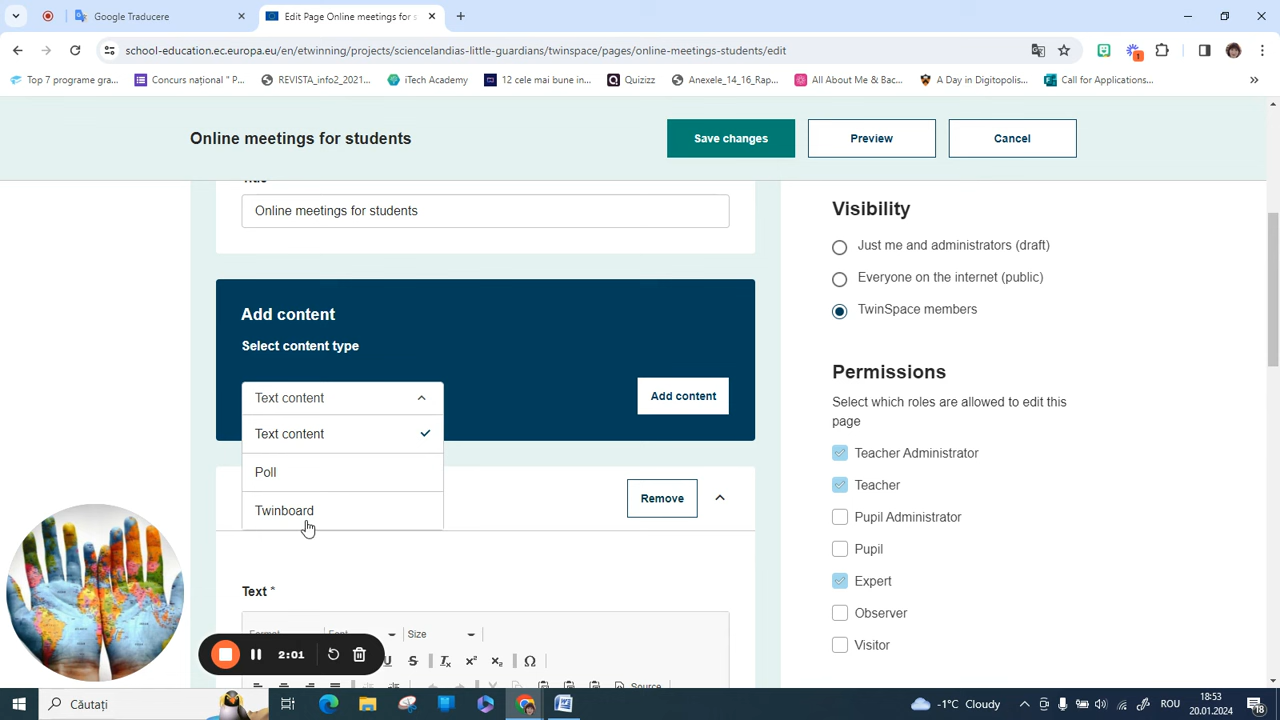 Google Traducere
Edit Page Online meetings for s
school-education.ec.europa.eu/en/etwinning/projects/sciencelandias-little-guardians/twinspace/pages/online-meetings-students/edit
1
Top 7 programe gra...
Concurs național " P...
REVISTA_info2_2021...
iTech Academy
12 cele mai bune in...
Quizizz
Anexele_14_16_Rap...
All About Me & Bac...
A Day in Digitopolis...
Call for Applications...
Online meetings for students
Save changes
Preview
Cancel
Title
Online meetings for students
Add content
Select content type
Text content
Add content
Text content
Poll
Twinboard
Remove
Text *
Format
Font
Size
Source
Visibility
Just me and administrators (draft)
Everyone on the internet (public)
TwinSpace members
Permissions
Select which roles are allowed to edit this
page
Teacher Administrator
Teacher
Pupil Administrator
Pupil
Expert
Observer
Visitor
2:01
Căutați
-1°C Cloudy
ROU
18:53
20.01.2024
18